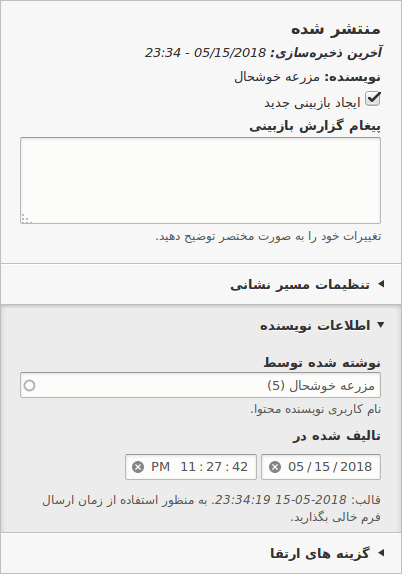 منتشر شده
آخرین ذخیره‌سازی: 05/15/2018 - 23:34
نویسنده: مزرعه خوشحال
ایجاد بازبینی جدید
پیغام گزارش بازبینی
تغییرات خود را به صورت مختصر توضیح دهید.
تنظیمات مسیر نشانی
اطلاعات نویسنده
نوشته شده توسط
مزرعه خوشحال (5)
نام کاربری نویسنده محتوا.
تالیف شده در
05/15/2018
11:27:42 PM
قالب: 2018-05-15 23:34:19. به منظور استفاده از زمان ارسال
فرم خالی بگذارید.
گزینه های ارتقا